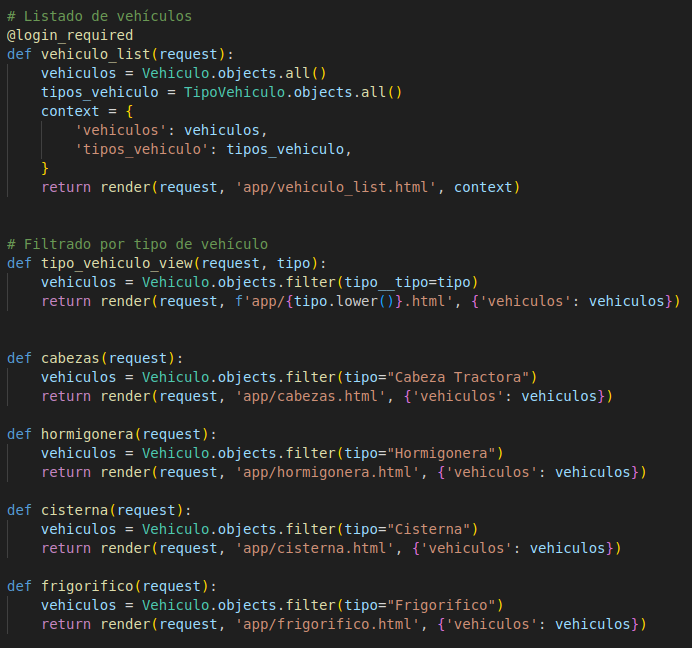 # Listado de vehículos
@login_required
def vehiculo_list(request):
    vehiculos = Vehiculo.objects.all()
    tipos_vehiculo = TipoVehiculo.objects.all()
    context = {
        'vehiculos': vehiculos,
        'tipos_vehiculo': tipos_vehiculo,
    }
    return render(request, 'app/vehiculo_list.html', context)

# Filtrado por tipo de vehículo
def tipo_vehiculo_view(request, tipo):
    vehiculos = Vehiculo.objects.filter(tipo__tipo=tipo)
    return render(request, f'app/{tipo.lower()}.html', {'vehiculos': vehiculos})

def cabezas(request):
    vehiculos = Vehiculo.objects.filter(tipo="Cabeza Tractora")
    return render(request, 'app/cabezas.html', {'vehiculos': vehiculos})

def hormigonera(request):
    vehiculos = Vehiculo.objects.filter(tipo="Hormigonera")
    return render(request, 'app/hormigonera.html', {'vehiculos': vehiculos})

def cisterna(request):
    vehiculos = Vehiculo.objects.filter(tipo="Cisterna")
    return render(request, 'app/cisterna.html', {'vehiculos': vehiculos})

def frigorifico(request):
    vehiculos = Vehiculo.objects.filter(tipo="Frigorifico")
    return render(request, 'app/frigorifico.html', {'vehiculos': vehiculos})